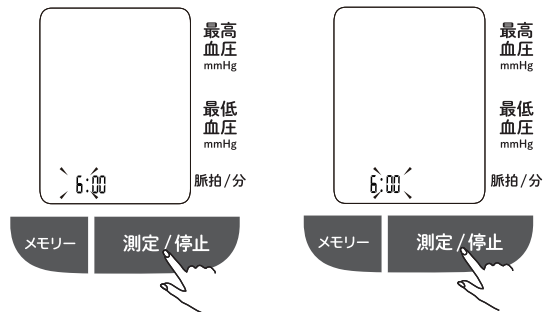 最高
血圧
mmHg
最低
血圧
mmHg
6:00
脈拍/分
メモリー
測定/停止
最高
血圧
mmHg
最低
血圧
mmHg
6:00
脈拍/分
メモリー
測定/停止